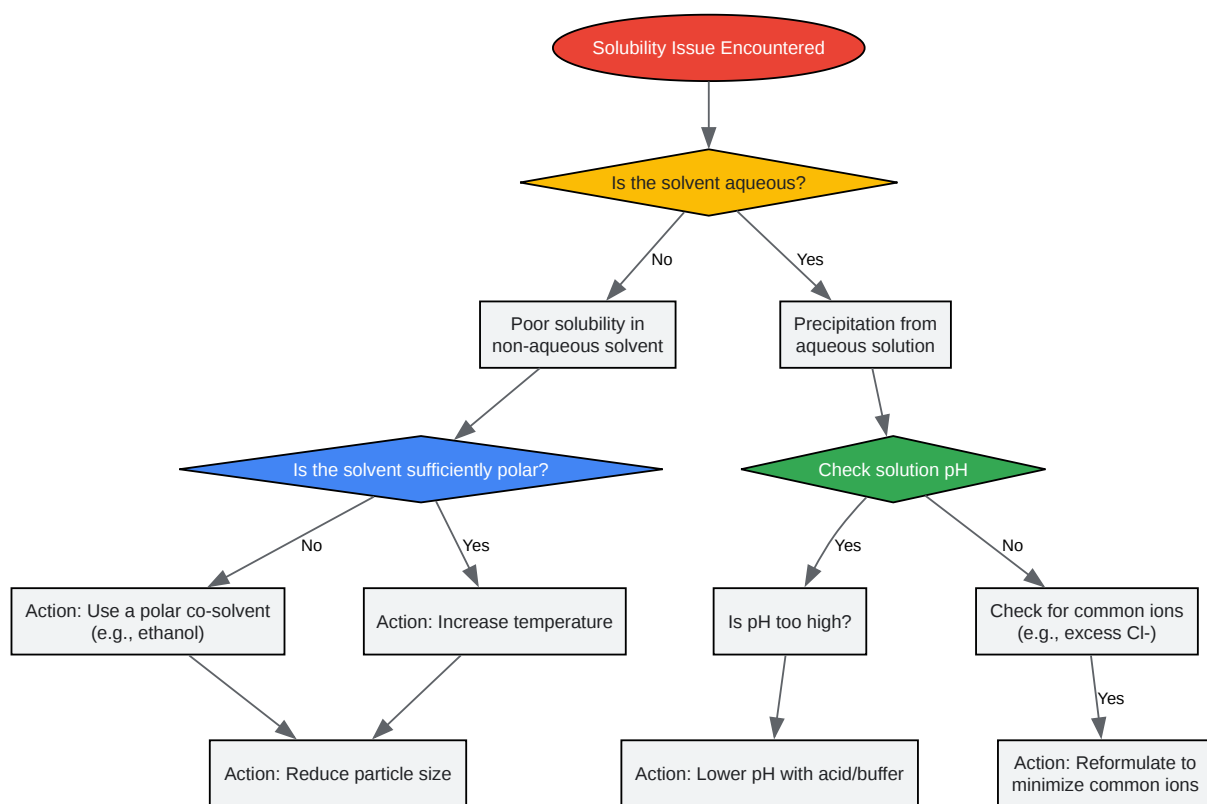 Solubility Issue Encountered
Is the solvent aqueous?
No
Yes
Poor solubility in
non-aqueous solvent
Precipitation from
aqueous solution
Is the solvent sufficiently polar?
Check solution pH
No
Yes
Yes
No
Action: Use a polar co-solvent
(e.g., ethanol)
Action: Increase temperature
Is pH too high?
Check for common ions
(e.g., excess Cl-)
Yes
Action: Reduce particle size
Action: Lower pH with acid/buffer
Action: Reformulate to
minimize common ions